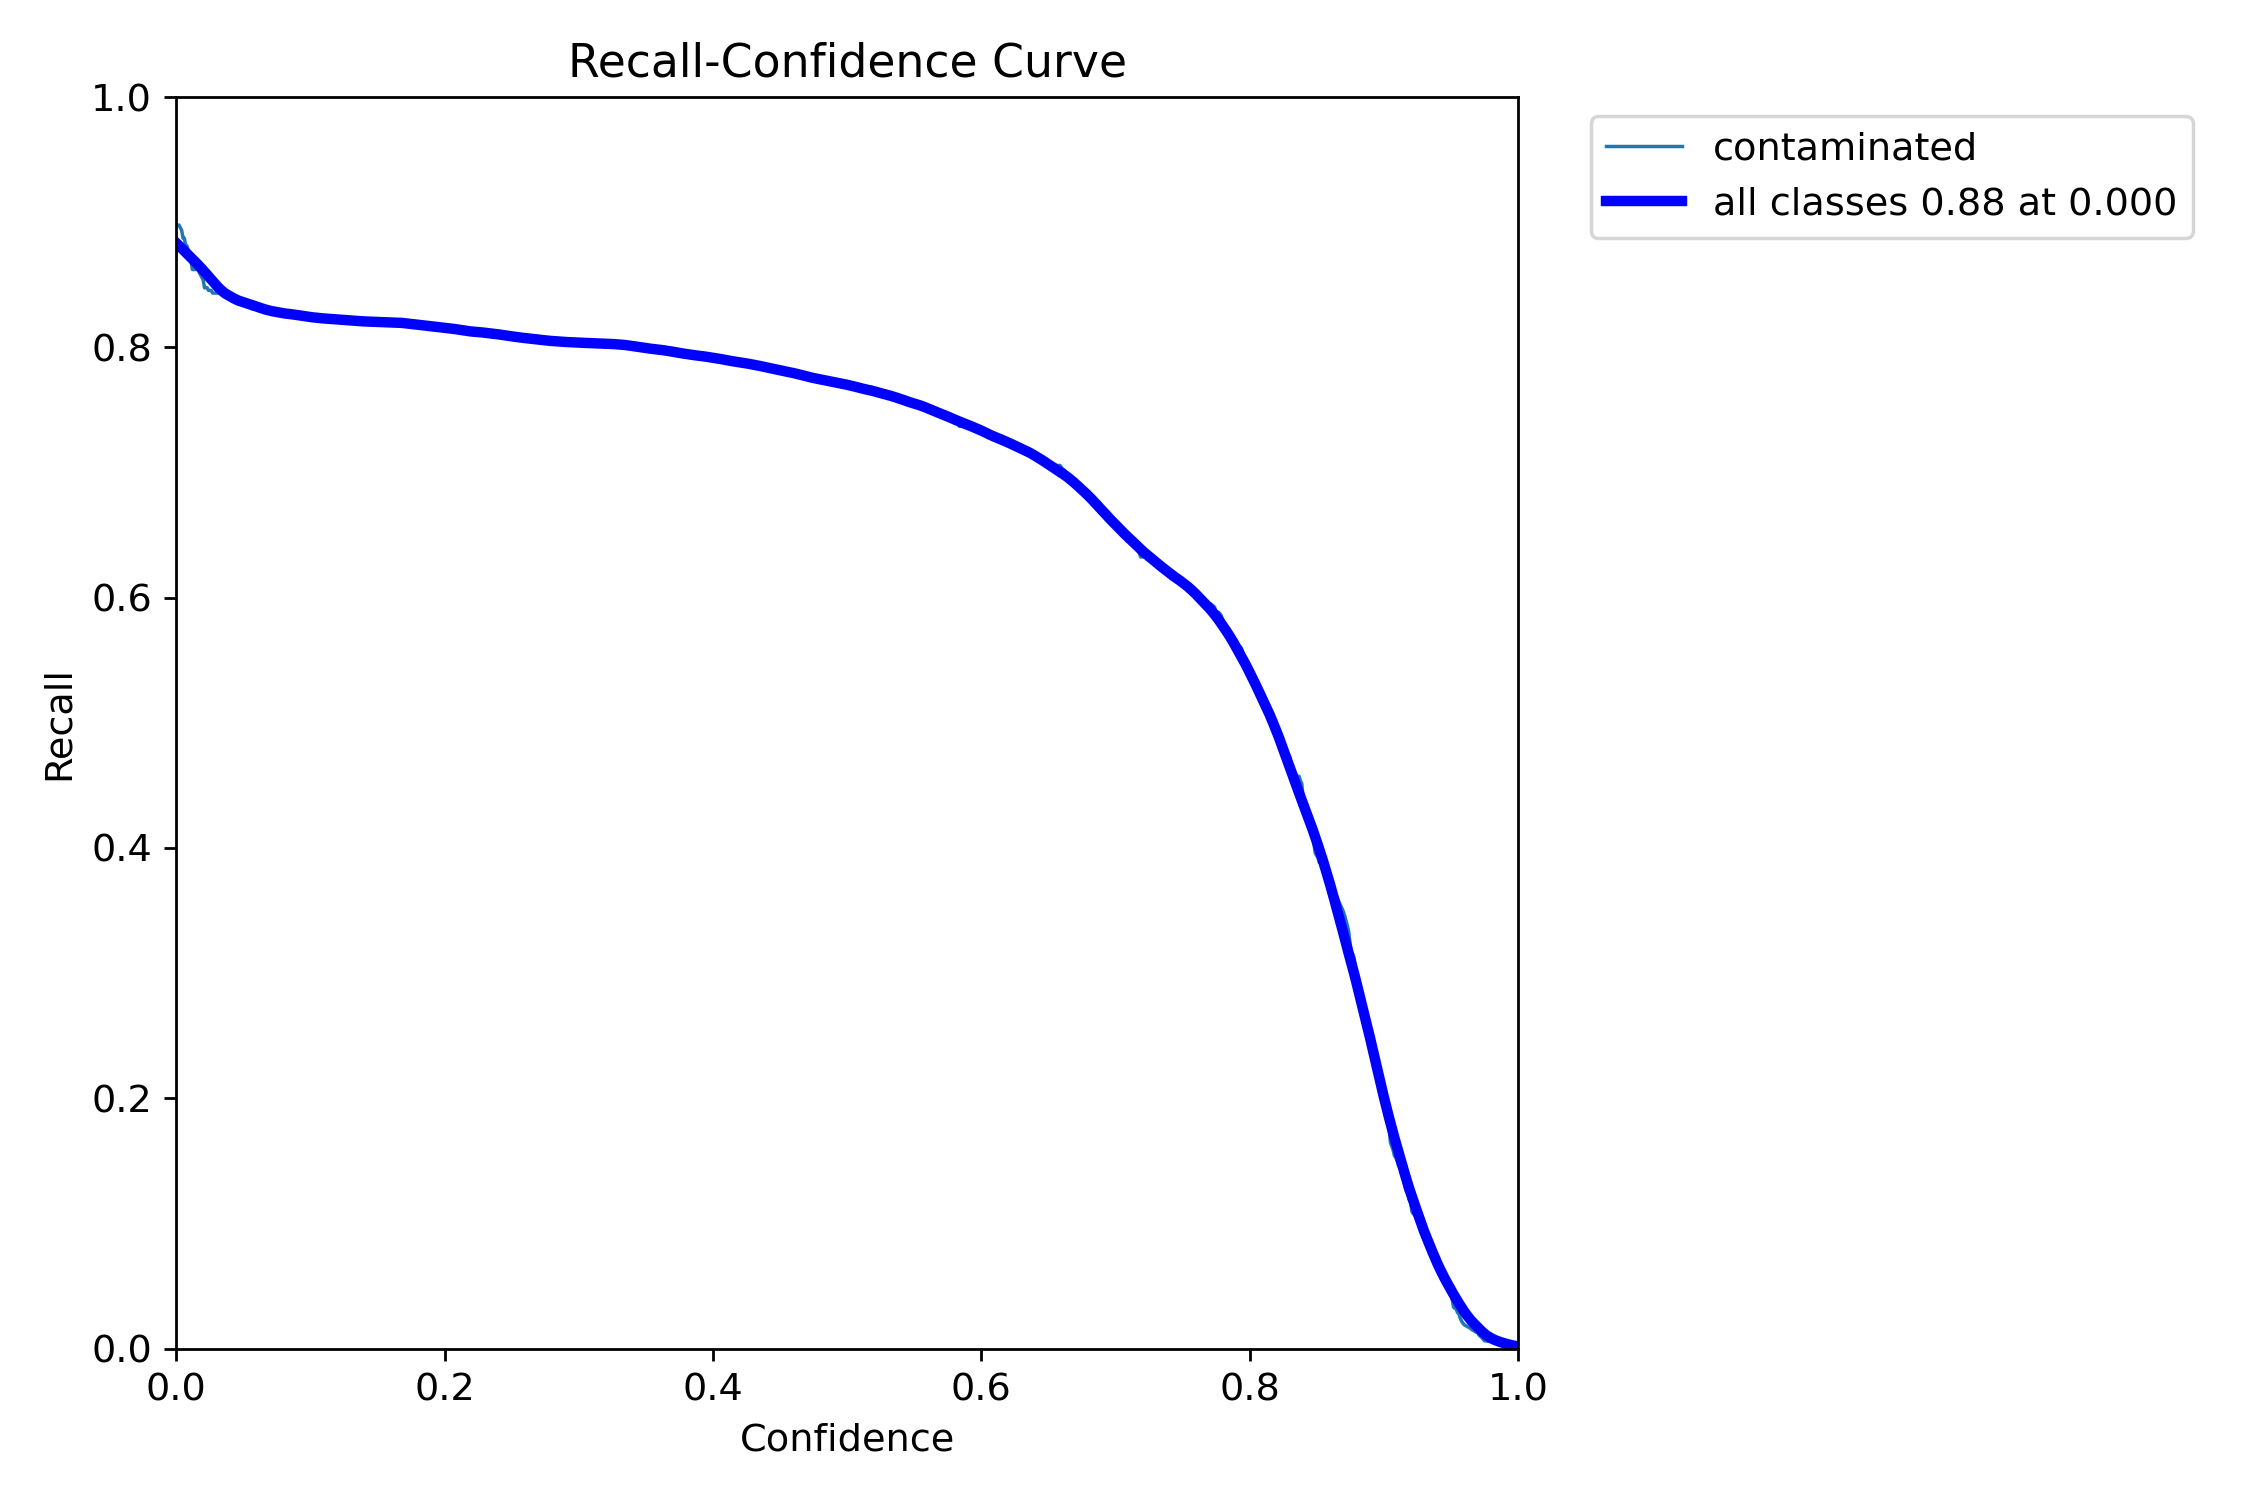 Recall-Confidence Curve
contaminated
all classes 0.88 at 0.000
1.0
0.8
0.6
0.4
0.2
0.0
Recall
0.0 0.2 0.4 0.6 0.8 1.0
Confidence